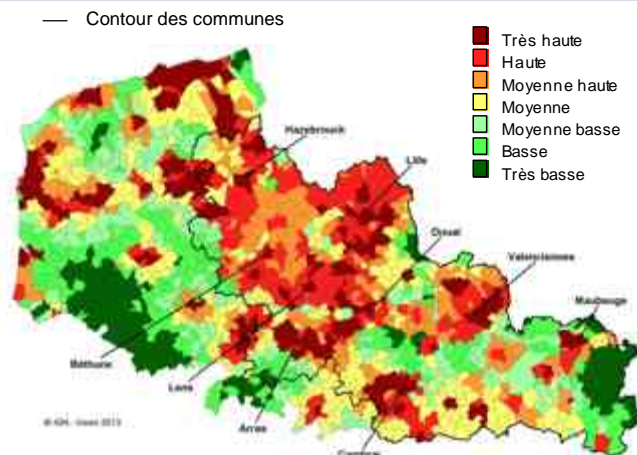 Contour des communes
Très haute
Haute
Moyenne haute
Moyenne
Moyenne basse
Basse
Très basse
Hazebrouck
Lille
Douai
Valenciennes
Maubeuge
Béthune
Lens
Arras
Cambrai